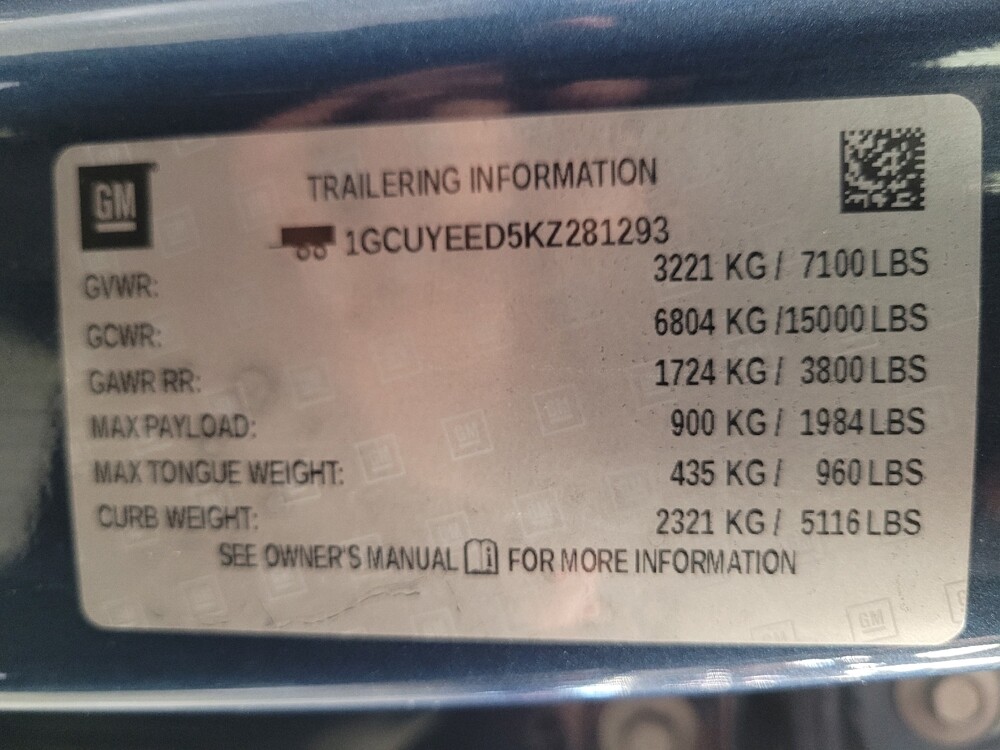 GM
TRAILERING INFORMATION
1GCUYEED5KZ281293
GVWR: 3221 KG / 7100 LBS
GCWR: 6804 KG /15000 LBS
GAWR RR: 1724 KG / 3800 LBS
MAX PAYLOAD: 900 KG / 1984 LBS
MAX TONGUE WEIGHT: 435 KG / 960 LBS
CURB WEIGHT: 2321 KG / 5116 LBS
SEE OWNER'S MANUAL FOR MORE INFORMATION